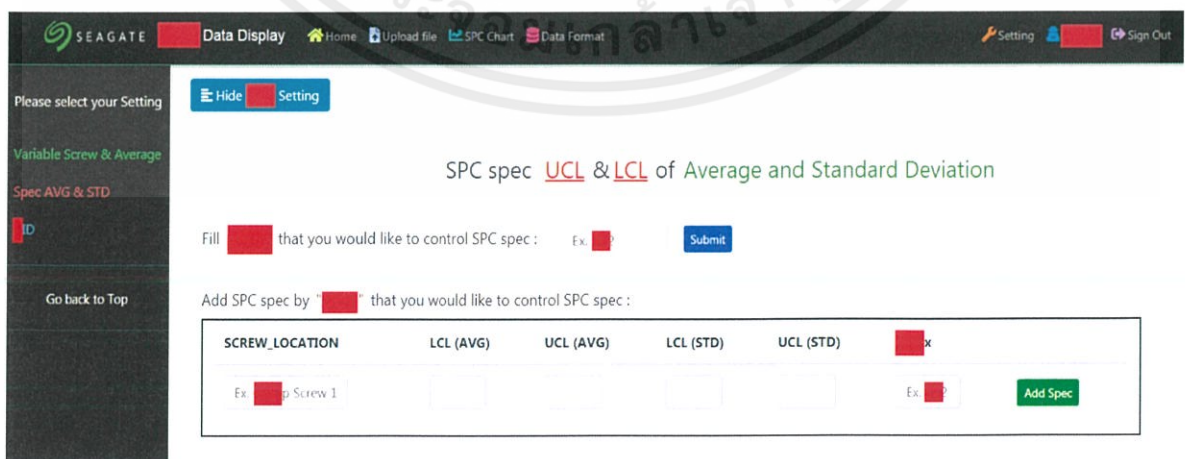 SEAGATE Data Display Home Upload file SPC Chart Data Format Setting Sign Out
Please select your Setting
Hide Setting
Variable Screw & Average
Spec AVG & STD
ID
Go back to Top
SPC spec UCL & LCL of Average and Standard Deviation
Fill that you would like to control SPC spec : Ex. ? Submit
Add SPC spec by " " that you would like to control SPC spec :
SCREW_LOCATION LCL (AVG) UCL (AVG) LCL (STD) UCL (STD) x
Ex. p Screw 1 Ex. ? Add Spec